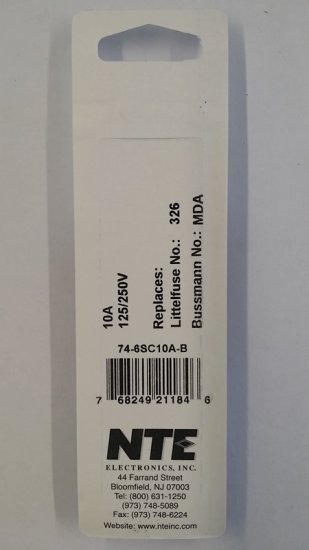 10A
125/250V
Replaces:
Littelfuse No.: 326
Bussmann No.: MDA
74-6SC10A-B
7 68249 21184 6
NTE
ELECTRONICS, INC.
44 Farrand Street
Bloomfield, NJ 07003
Tel: (800) 631-1250
(973) 748-5089
Fax: (973) 748-6224
Website: www.nteinc.com